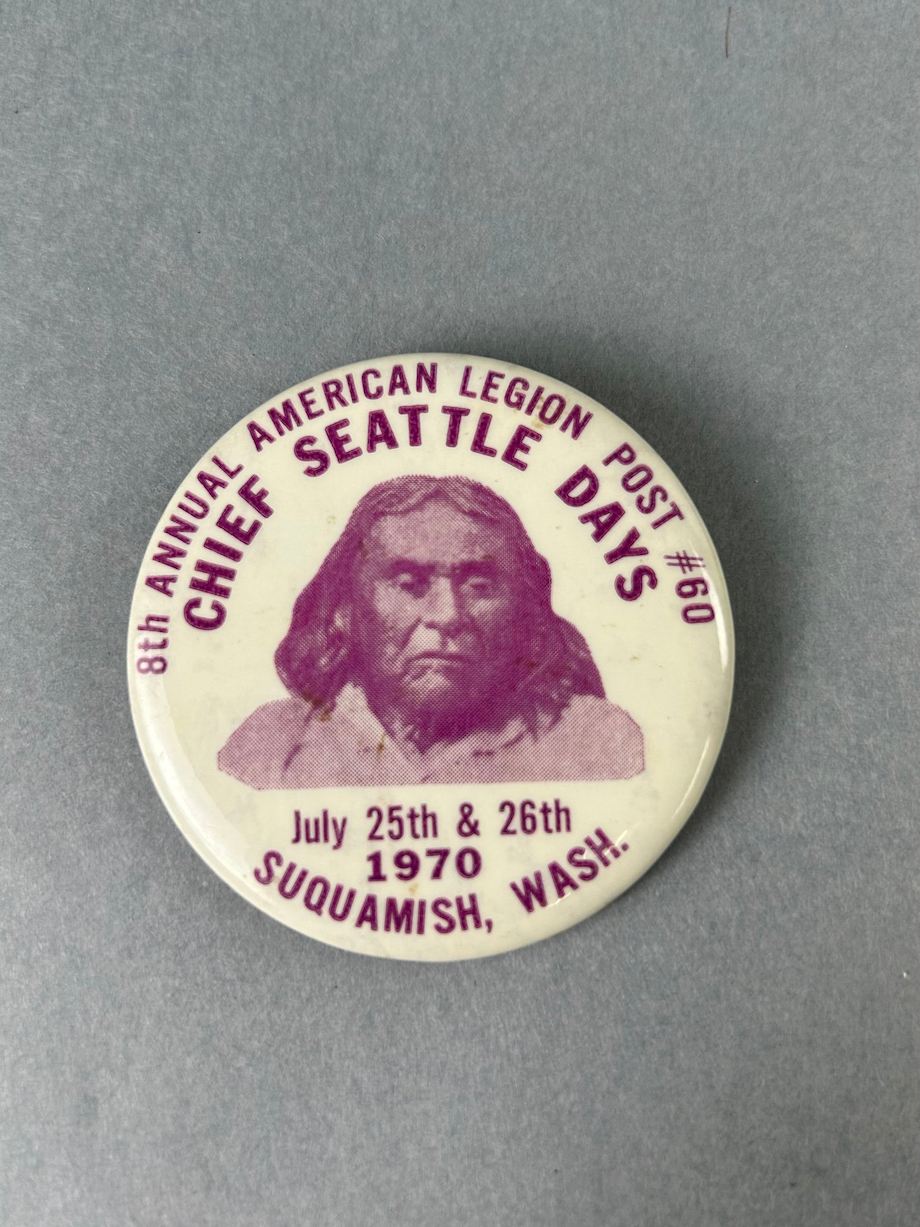 8th ANNUAL AMERICAN LEGION POST #60
CHIEF SEATTLE DAYS
July 25th & 26th
1970
SUQUAMISH, WASH.